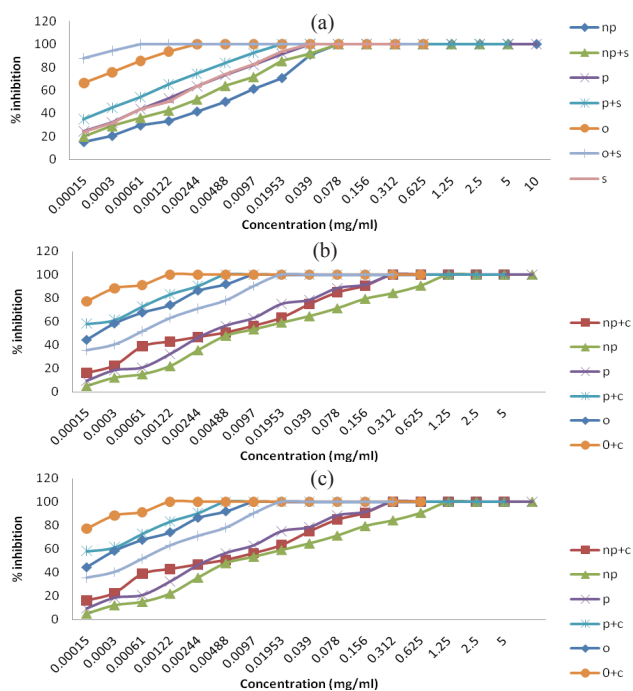 (a)
% inhibition
120
100
80
60
40
20
0
0.00015
0.0003
0.00061
0.00122
0.00244
0.00488
0.0097
0.01953
0.039
0.078
0.156
0.312
0.625
1.25
2.5
5
10
Concentration (mg/ml)
np
np+s
p
p+s
o
o+s
s
(b)
% inhibition
120
100
80
60
40
20
0
0.00015
0.0003
0.00061
0.00122
0.00244
0.00488
0.0097
0.01953
0.039
0.078
0.156
0.312
0.625
1.25
2.5
5
Concentration (mg/ml)
np+c
np
p
p+c
o
0+c
(c)
% inhibition
120
100
80
60
40
20
0
0.00015
0.0003
0.00061
0.00122
0.00244
0.00488
0.0097
0.01953
0.039
0.078
0.156
0.312
0.625
1.25
2.5
5
Concentration (mg/ml)
np+c
np
p
p+c
o
0+c